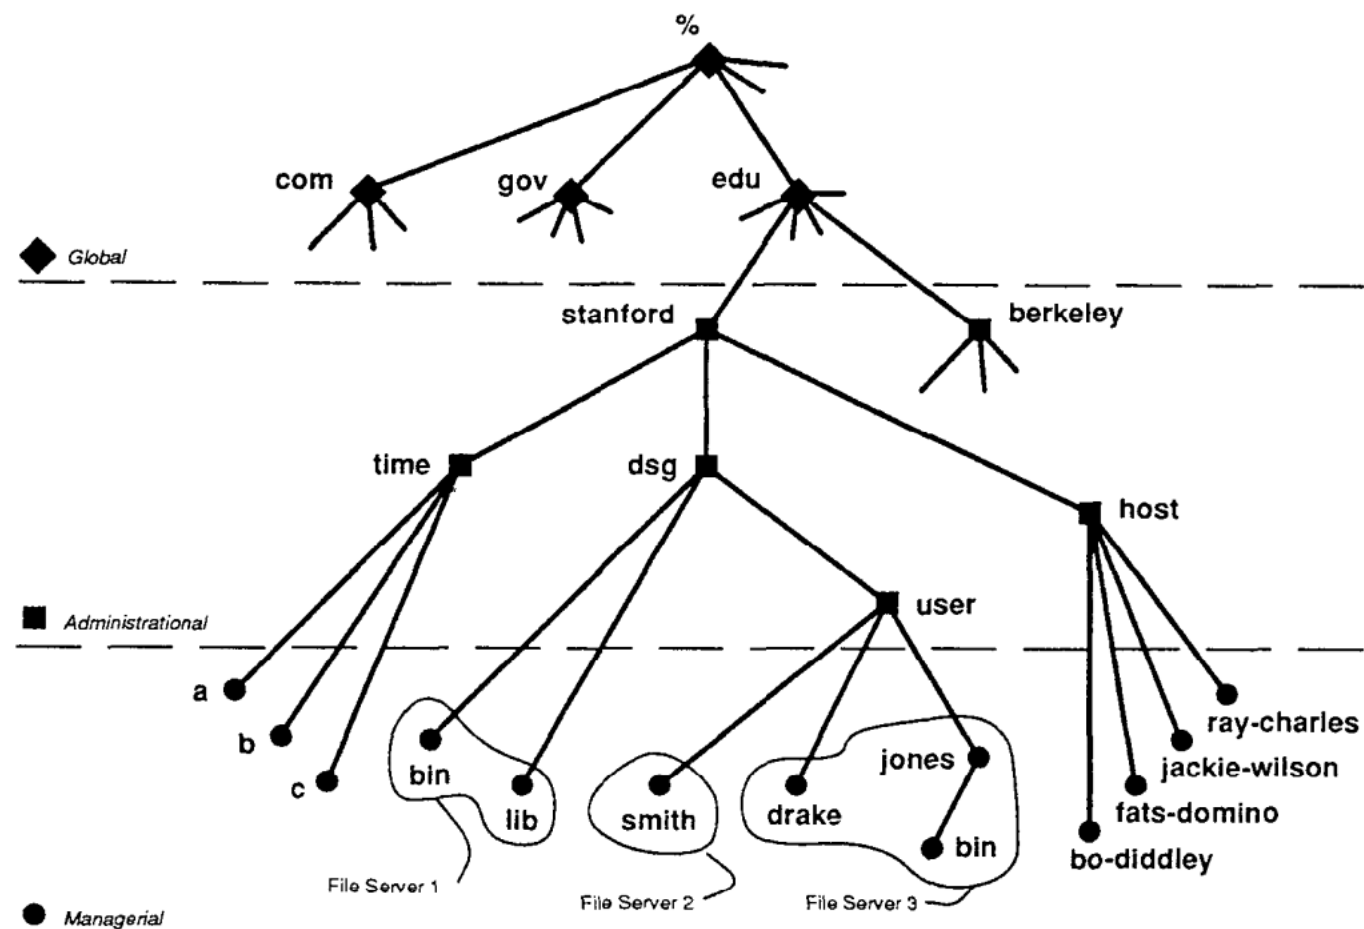 %
com
gov
edu
Global
stanford
berkeley
time
dsg
host
user
Administrational
a
b
c
bin
lib
smith
drake
jones
bin
ray-charles
jackie-wilson
fats-domino
bo-diddley
File Server 1
File Server 2
File Server 3
Managerial